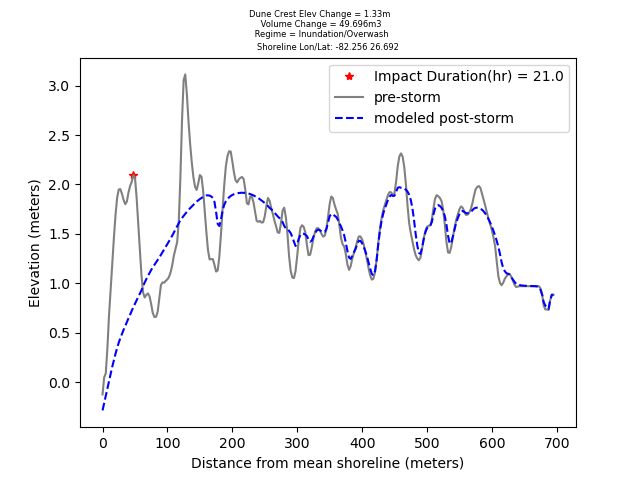 Dune Crest Elev Change = 1.33m
Volume Change = 49.696m3
Regime = Inundation/Overwash
Shoreline Lon/Lat: -82.256 26.692
Impact Duration(hr) = 21.0
pre-storm
modeled post-storm
Elevation (meters)
3.0
2.5
2.0
1.5
1.0
0.5
0.0
0 100 200 300 400 500 600 700
Distance from mean shoreline (meters)